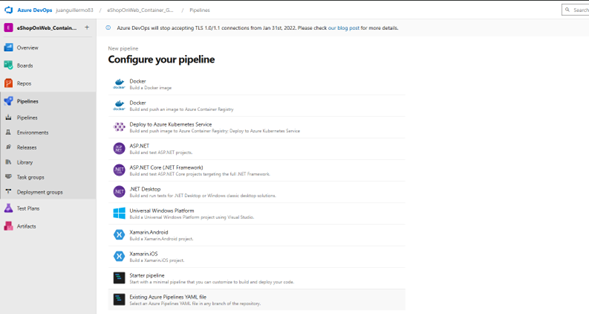 Azure DevOps juanguillermo03 / eShopOnWeb_Container_G... / Pipelines
Search
eShopOnWeb_Contain...
Azure DevOps will stop accepting TLS 1.0/1.1 connections from Jan 31st, 2022. Please check our blog post for more details.
Overview
Boards
Repos
Pipelines
Pipelines
Environments
Releases
Library
Task groups
Deployment groups
Test Plans
Artifacts
New pipeline
Configure your pipeline
Docker
Build a Docker image
Docker
Build and push an image to Azure Container Registry
Deploy to Azure Kubernetes Service
Build and push image to Azure Container Registry; Deploy to Azure Kubernetes Service
ASP.NET
Build and test ASP.NET projects.
ASP.NET Core (.NET Framework)
Build and test ASP.NET Core projects targeting the full .NET Framework.
.NET Desktop
Build and run tests for .NET Desktop or Windows classic desktop solutions.
Universal Windows Platform
Build a Universal Windows Platform project using Visual Studio.
Xamarin.Android
Build a Xamarin.Android project.
Xamarin.iOS
Build a Xamarin.iOS project.
Starter pipeline
Start with a minimal pipeline that you can customize to build and deploy your code.
Existing Azure Pipelines YAML file
Select an Azure Pipelines YAML file in any branch of the repository.